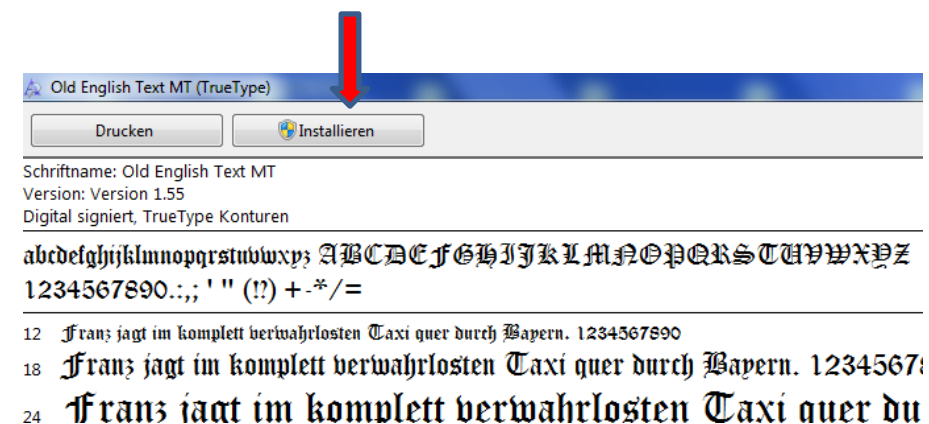 Old English Text MT (TrueType)
Drucken Installieren
Schriftname: Old English Text MT
Version: Version 1.55
Digital signiert, TrueType Konturen
abcdefghijklmnopqrstuvwxyz ABCDEFGHIJKLMNOPQRSTUVWXYZ
1234567890.:,; ' " (!?) +-*/=
12 Franz jagt im komplett verwahrlosten Taxi quer durch Bayern. 1234567890
18 Franz jagt im komplett verwahrlosten Taxi quer durch Bayern. 1234567
24 Franz jagt im komplett verwahrlosten Taxi quer du